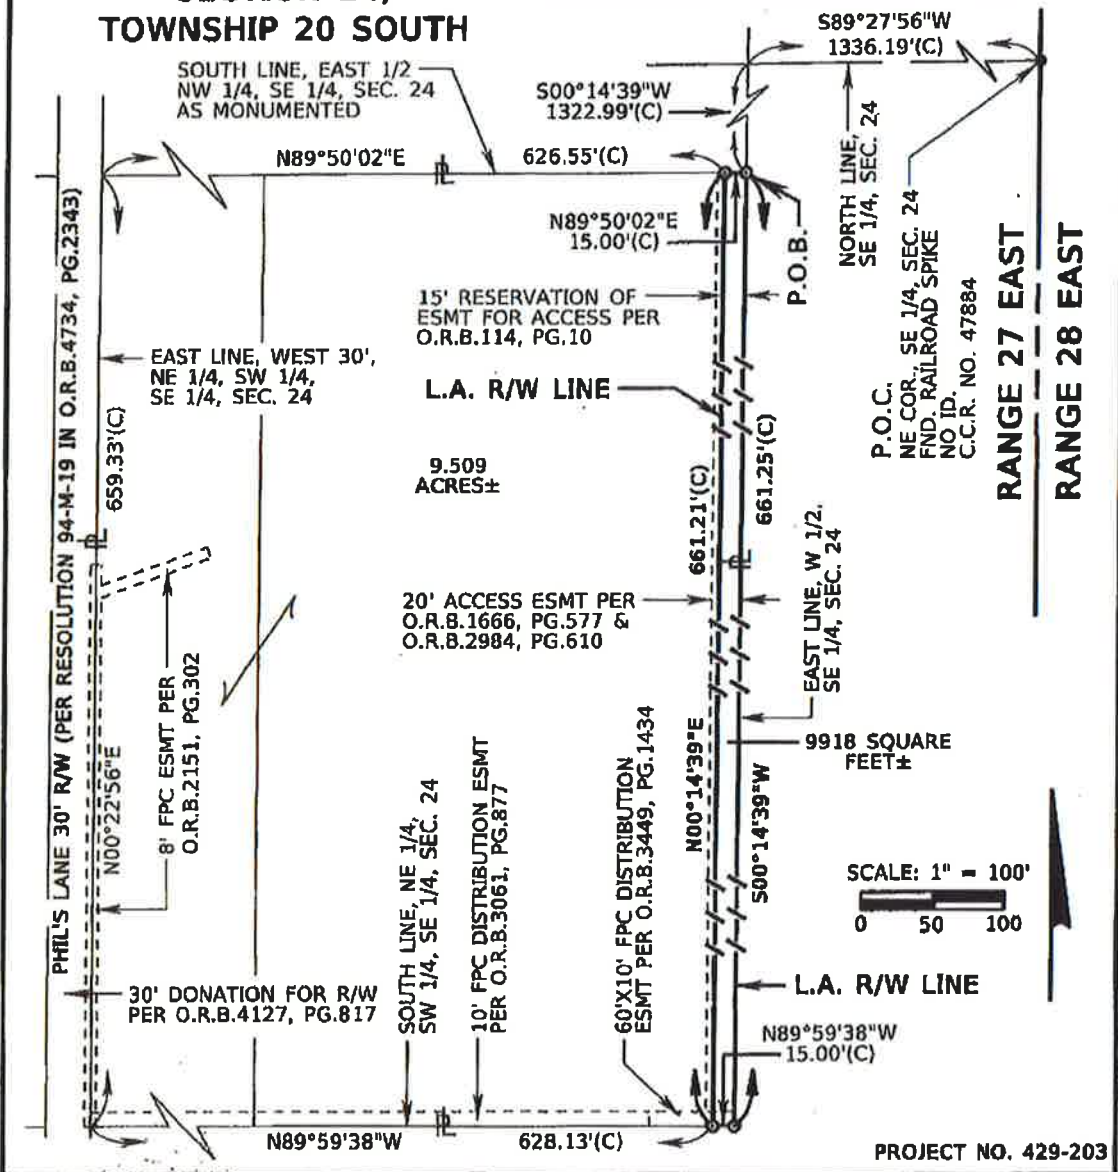 TOWNSHIP 20 SOUTH
SOUTH LINE, EAST 1/2
NW 1/4, SE 1/4, SEC. 24
AS MONUMENTED
S89°27'56"W
1336.19'(C)
S00°14'39"W
1322.99'(C)
N89°50'02"E
626.55'(C)
N89°50'02"E
15.00'(C)
P.O.B.
NORTH LINE,
SE 1/4, SEC. 24
P.O.C.
NE COR., SE 1/4, SEC. 24
FND. RAILROAD SPIKE
NO ID.
C.C.R. NO. 47884
RANGE 27 EAST
RANGE 28 EAST
15' RESERVATION OF
ESMT FOR ACCESS PER
O.R.B.114, PG.10
EAST LINE, WEST 30',
NE 1/4, SW 1/4,
SE 1/4, SEC. 24
L.A. R/W LINE
PHIL'S LANE 30' R/W (PER RESOLUTION 94-M-19 IN O.R.B.4734, PG.2343)
659.33'(C)
9.509
ACRES±
661.21'(C)
661.25'(C)
EAST LINE, W 1/2,
SE 1/4, SEC. 24
20' ACCESS ESMT PER
O.R.B.1666, PG.577 &
O.R.B.2984, PG.610
N00°22'56"E
8' FPC ESMT PER
O.R.B.2151, PG.302
SOUTH LINE, NE 1/4,
SW 1/4, SE 1/4, SEC. 24
10' FPC DISTRIBUTION ESMT
PER O.R.B.3061, PG.877
60'X10' FPC DISTRIBUTION
ESMT PER O.R.B.3449, PG.1434
N00°14'39"E
S00°14'39"W
9918 SQUARE
FEET±
SCALE: 1" = 100'
0 50 100
L.A. R/W LINE
30' DONATION FOR R/W
PER O.R.B.4127, PG.817
N89°59'38"W
15.00'(C)
N89°59'38"W
628.13'(C)
PROJECT NO. 429-203